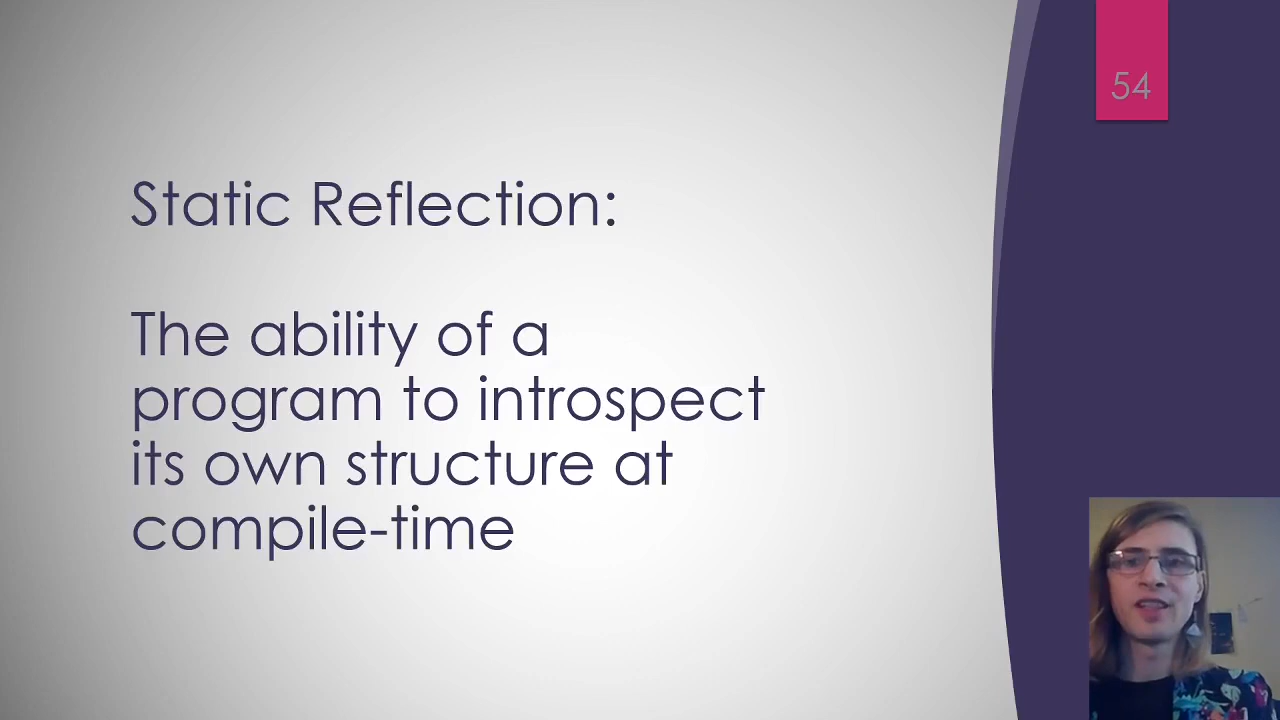 54
Static Reflection:
The ability of a
program to introspect
its own structure at
compile-time